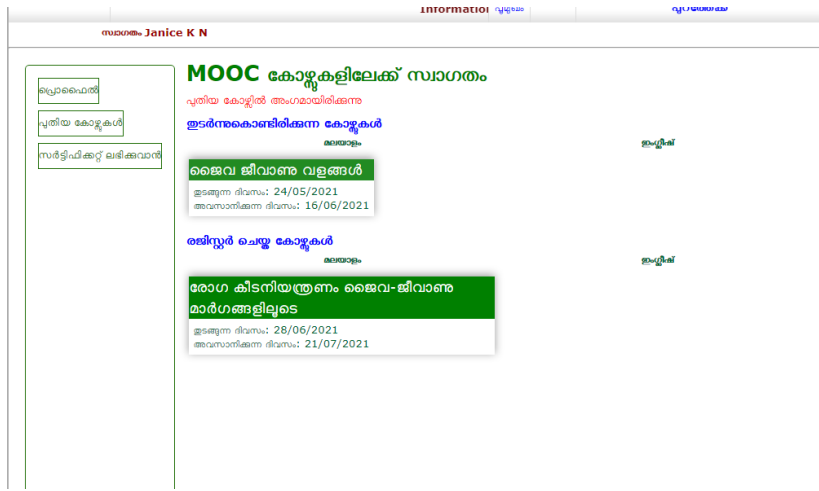 Information പൂമുഖം
സ്വാഗതം Janice K N
MOOC കോഴ്സുകളിലേക്ക് സ്വാഗതം
പുതിയ കോഴ്സിൽ അംഗമായിരിക്കുന്നു
പ്രൊഫൈൽ
പുതിയ കോഴ്സുകൾ
സർട്ടിഫിക്കറ്റ് ലഭിക്കുവാൻ
തുടർന്നുകൊണ്ടിരിക്കുന്ന കോഴ്സുകൾ
മലയാളം ഇംഗ്ലീഷ്
ജൈവ ജീവാണു വളങ്ങൾ
തുടങ്ങുന്ന ദിവസം: 24/05/2021
അവസാനിക്കുന്ന ദിവസം: 16/06/2021
രജിസ്റ്റർ ചെയ്ത കോഴ്സുകൾ
മലയാളം ഇംഗ്ലീഷ്
രോഗ കീടനിയന്ത്രണം ജൈവ-ജീവാണു
മാർഗങ്ങളിലൂടെ
തുടങ്ങുന്ന ദിവസം: 28/06/2021
അവസാനിക്കുന്ന ദിവസം: 21/07/2021